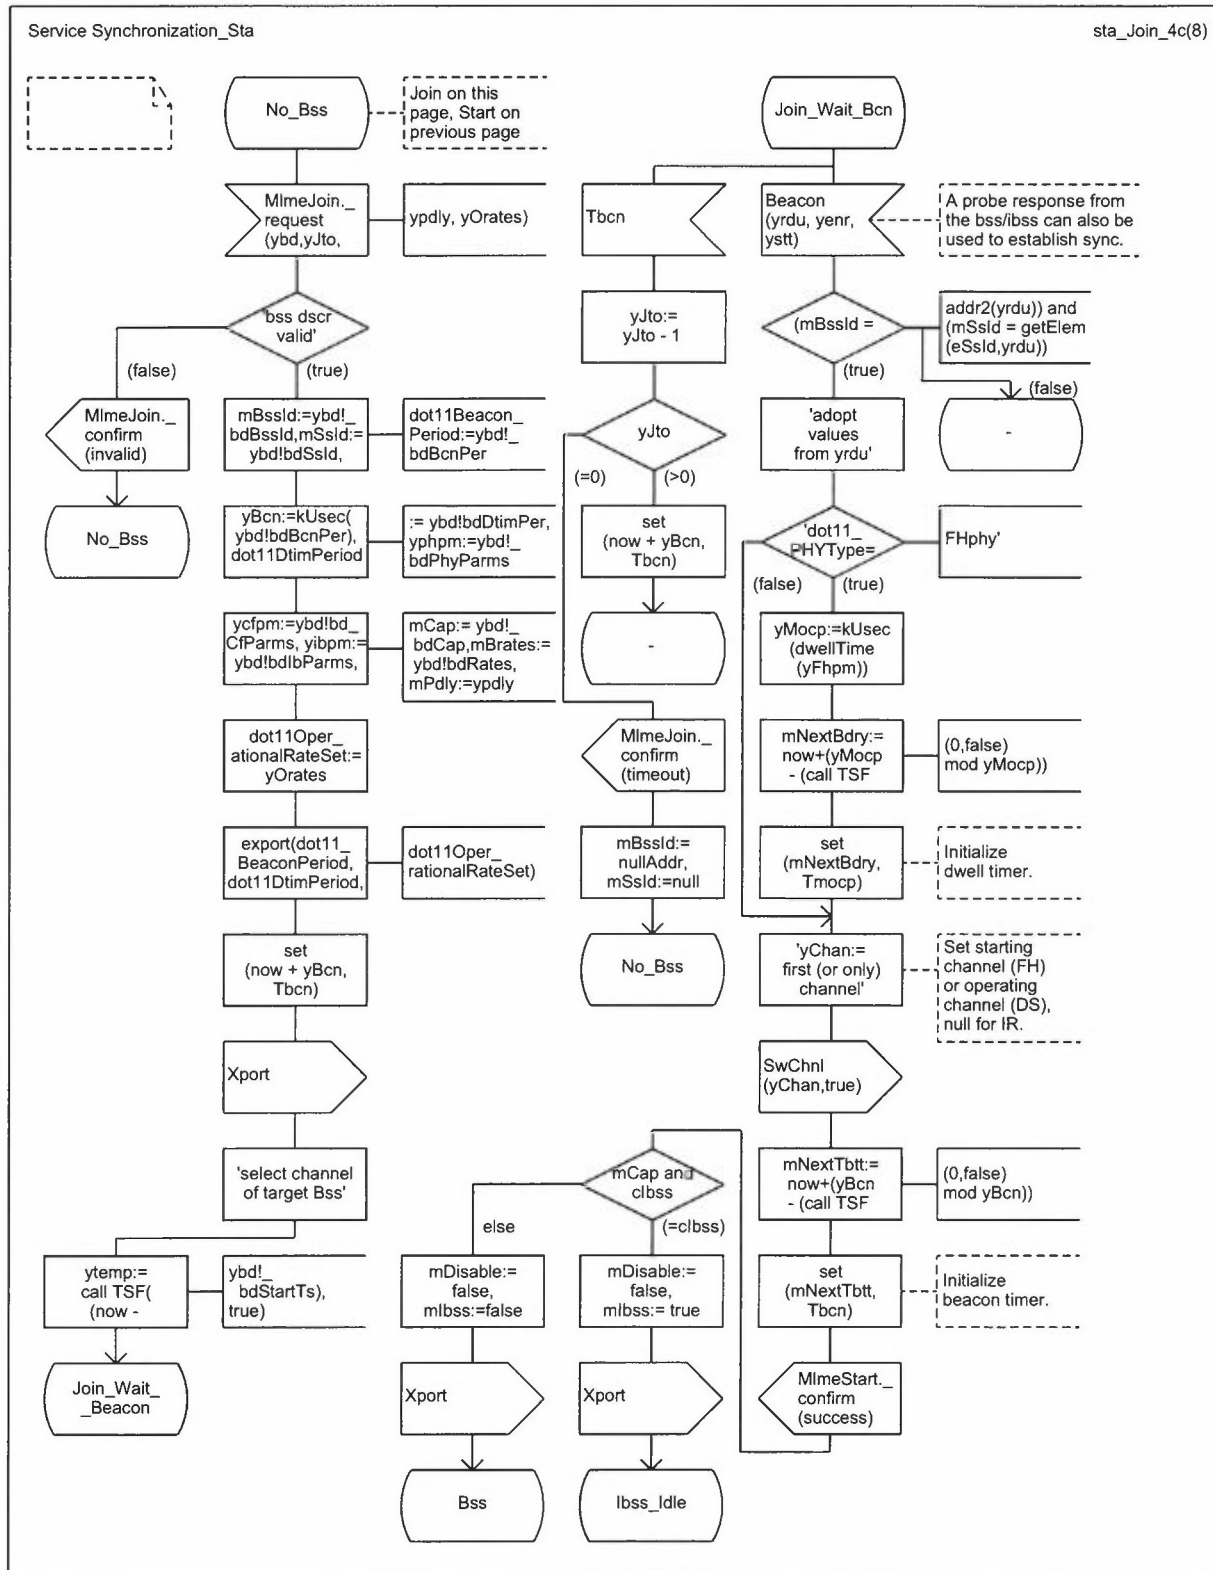 Service Synchronization_Sta
sta_Join_4c(8)
No_Bss
Join on this
page, Start on
previous page
MlmeJoin._
request
(ybd,yJto,
ypdly, yOrates)
'bss dscr
valid'
(false)
(true)
MlmeJoin._
confirm
(invalid)
No_Bss
mBssId:=ybd!_
bdBssId,mSsId:=
ybd!bdSsId,
dot11Beacon_
Period:=ybd!_
bdBcnPer
yBcn:=kUsec(
ybd!bdBcnPer),
dot11DtimPeriod
:= ybd!bdDtimPer,
yphpm:=ybd!_
bdPhyParms
ycfpm:=ybd!bd_
CfParms, yibpm:=
ybd!bdIbParms,
mCap:= ybd!_
bdCap,mBrates:=
ybd!bdRates,
mPdly:=ypdly
dot11Oper_
ationalRateSet:=
yOrates
export(dot11_
BeaconPeriod,
dot11DtimPeriod,
dot11Oper_
rationalRateSet)
set
(now + yBcn,
Tbcn)
Xport
'select channel
of target Bss'
ytemp:=
call TSF(
(now -
ybd!_
bdStartTs),
true)
Join_Wait_
_Beacon
Join_Wait_Bcn
Tbcn
yJto:=
yJto - 1
yJto
(=0)
(>0)
set
(now + yBcn,
Tbcn)
-
MlmeJoin._
confirm
(timeout)
mBssId:=
nullAddr,
mSsId:=null
No_Bss
Beacon
(yrdu, yenr,
ystt)
A probe response from
the bss/ibss can also be
used to establish sync.
(mBssId =
addr2(yrdu)) and
(mSsId = getElem
(eSsId,yrdu))
(true)
(false)
-
'adopt
values
from yrdu'
'dot11_
PHYType=
FHphy'
(false)
(true)
yMocp:=kUsec
(dwellTime
(yFhpm))
mNextBdry:=
now+(yMocp
- (call TSF
(0,false)
mod yMocp))
set
(mNextBdry,
Tmocp)
Initialize
dwell timer.
'yChan:=
first (or only)
channel'
Set starting
channel (FH)
or operating
channel (DS),
null for IR.
SwChnl
(yChan,true)
mNextTbtt:=
now+(yBcn
- (call TSF
(0,false)
mod yBcn))
set
(mNextTbtt,
Tbcn)
Initialize
beacon timer.
MlmeStart._
confirm
(success)
mCap and
cIbss
else
(=cIbss)
mDisable:=
false,
mIbss:=false
mDisable:=
false,
mIbss:= true
Xport
Xport
Bss
Ibss_Idle